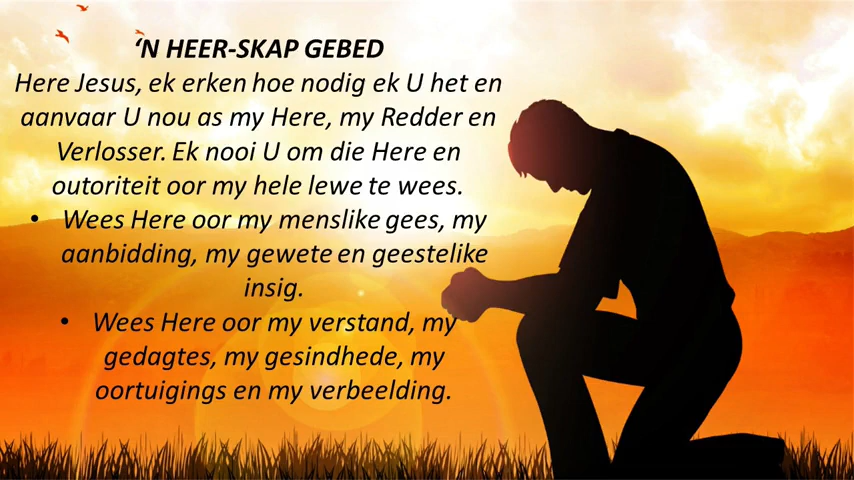 ‘N HEER-SKAP GEBED
Here Jesus, ek erken hoe nodig ek U het en
aanvaar U nou as my Here, my Redder en
Verlosser. Ek nooi U om die Here en
outoriteit oor my hele lewe te wees.
• Wees Here oor my menslike gees, my
aanbidding, my gewete en geestelike
insig.
• Wees Here oor my verstand, my
gedagtes, my gesindhede, my
oortuigings en my verbeelding.